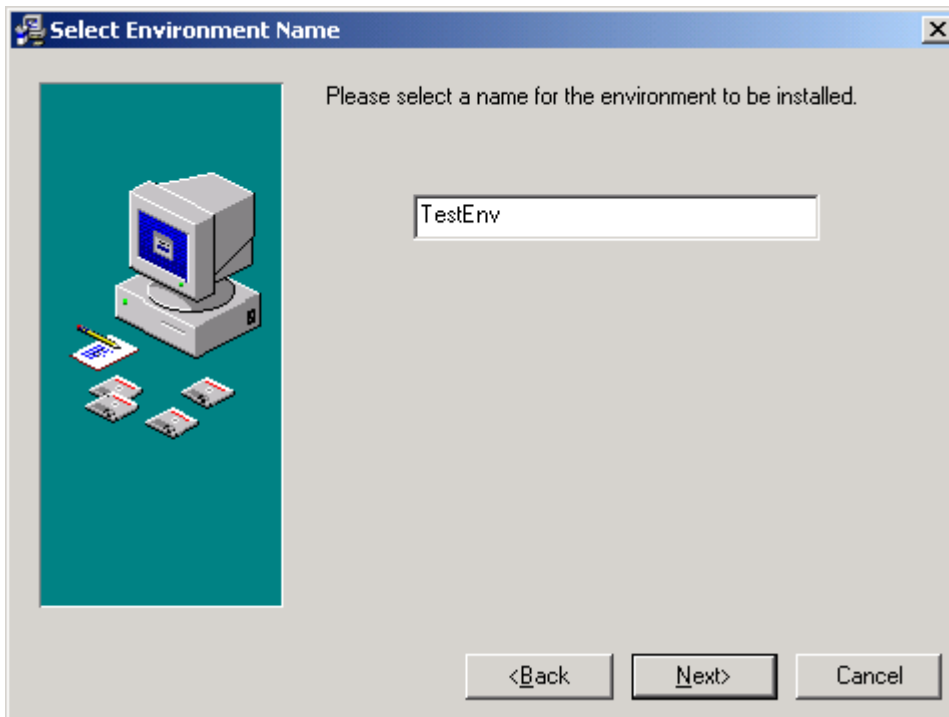 Select Environment Name
Please select a name for the environment to be installed.
TestEnv
<Back
Next>
Cancel